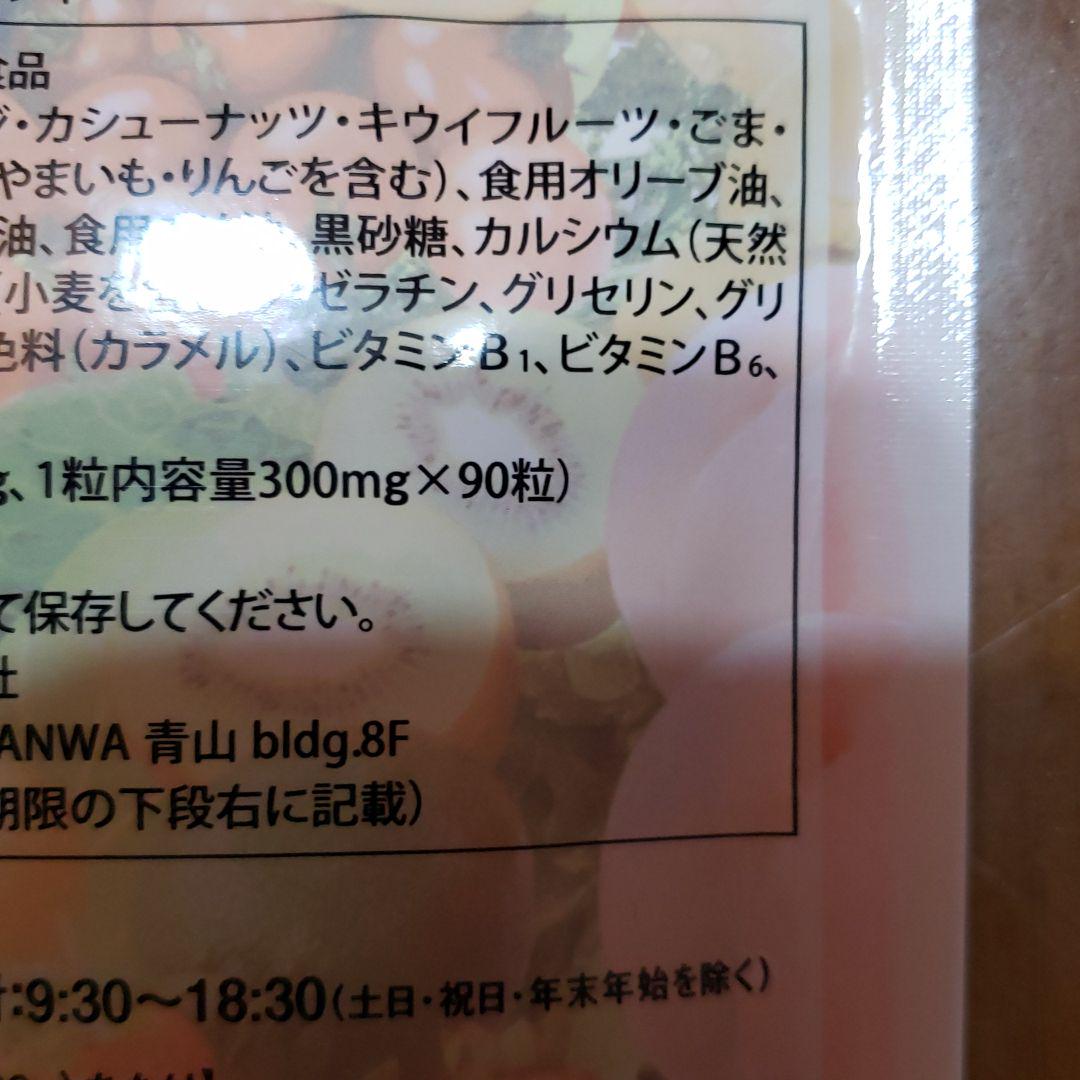 食品
ジ・カシューナッツ・キウイフルーツ・ごま・
やまいも・りんごを含む)、食用オリーブ油、
油、食用 黒砂糖、カルシウム(天然
(小麦を ゼラチン、グリセリン、グリ
色料(カラメル)、ビタミンB1、ビタミンB6、
g、1粒内容量300mg×90粒)
て保存してください。
社
ANWA 青山 bldg.8F
期限の下段右に記載)
:9:30〜18:30(土日・祝日・年末年始を除く)